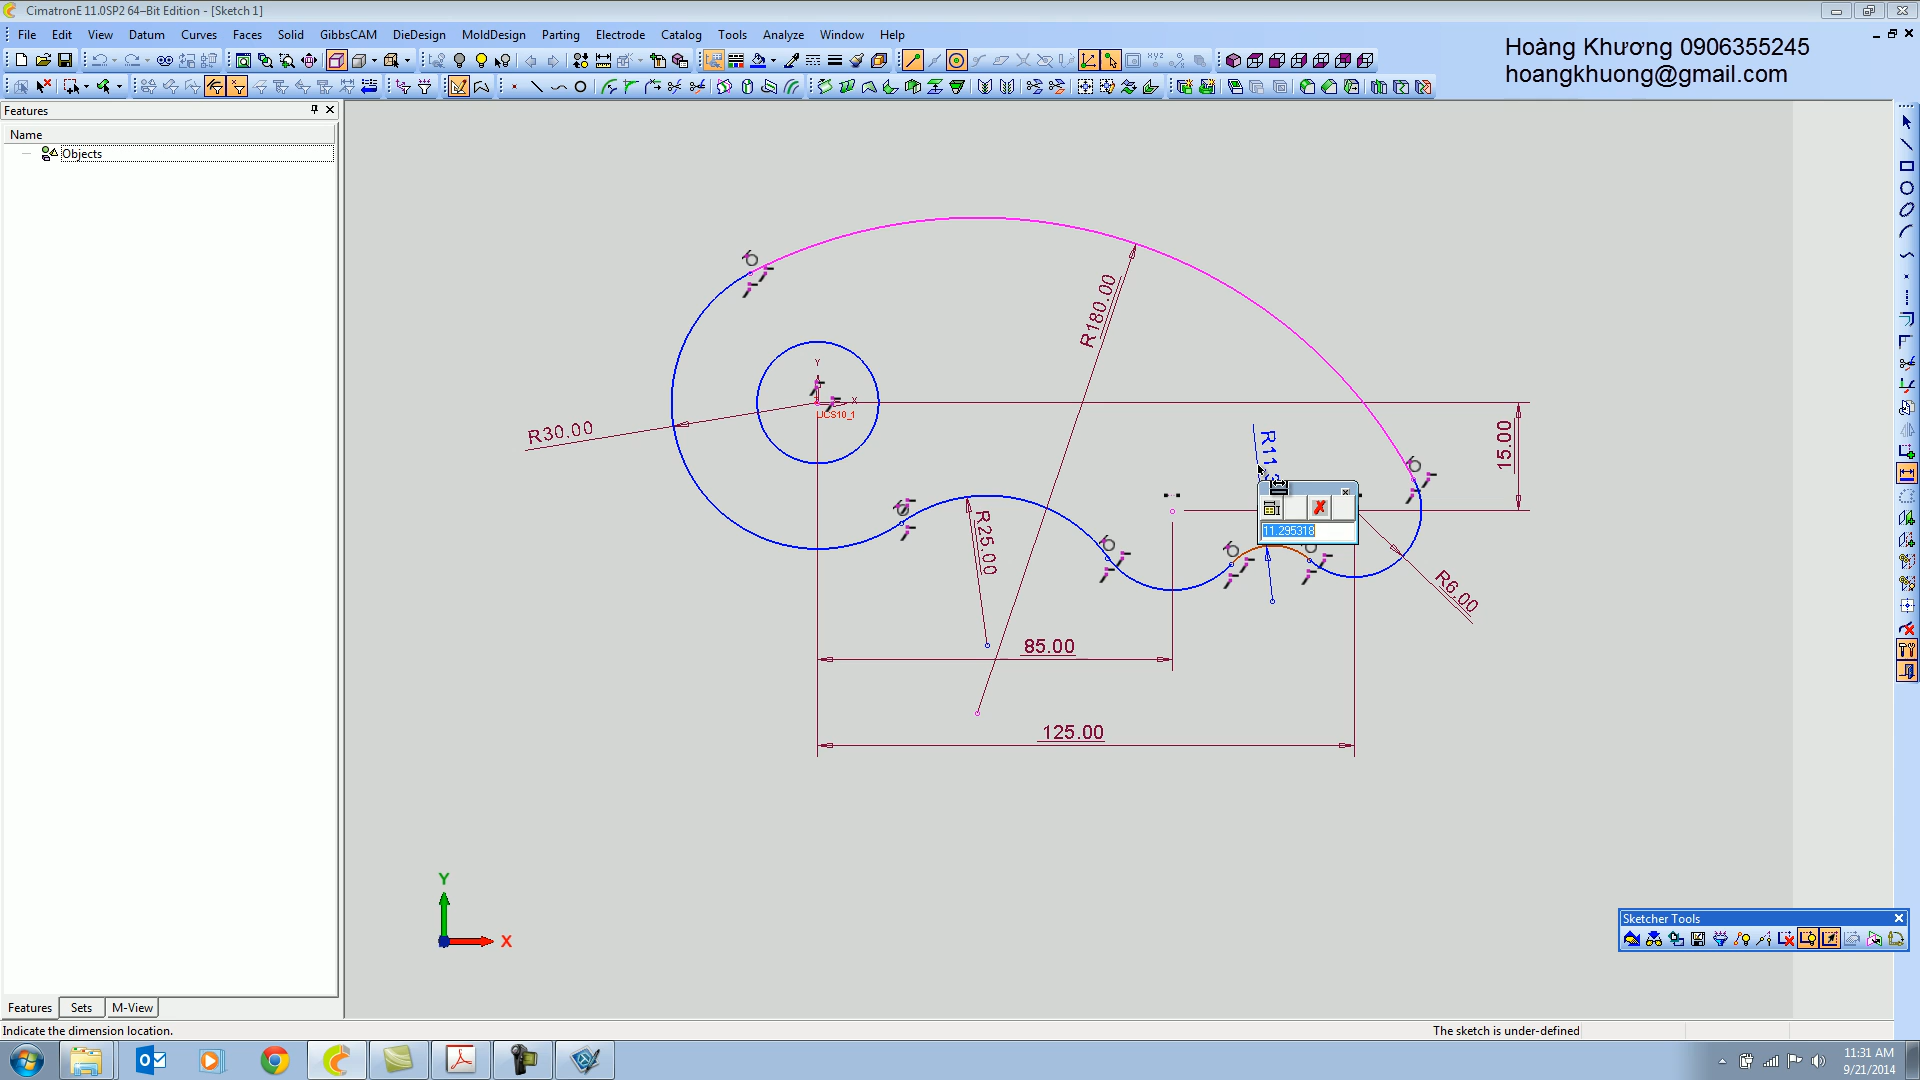 CimatronE 11.0SP2 64-Bit Edition - [Sketch 1]
File Edit View Datum Curves Faces Solid GibbsCAM DieDesign MoldDesign Parting Electrode Catalog Tools Analyze Window Help
Hoàng Khương 0906355245
hoangkhuong@gmail.com
Features
Name
Objects
R180.00
Y
X
UCS10_1
R30.00
15.00
R25.00
11.295318
R6.00
85.00
125.00
Y
X
Sketcher Tools
Features Sets M-View
Indicate the dimension location.
The sketch is under-defined
11:31 AM
9/21/2014